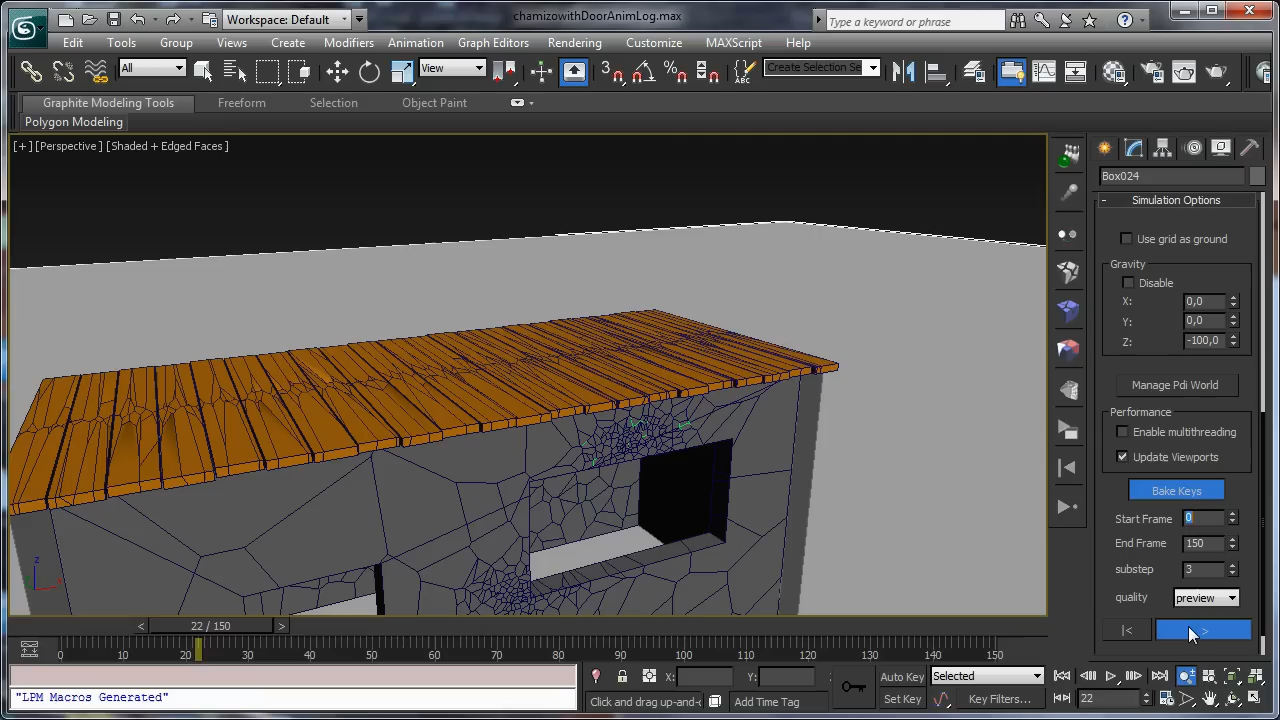 Workspace: Default
chamizowithDoorAnimLog.max
Type a keyword or phrase
Edit Tools Group Views Create Modifiers Animation Graph Editors Rendering Customize MAXScript Help
All
View
3
Create Selection Se
Graphite Modeling Tools Freeform Selection Object Paint
Polygon Modeling
[+] [Perspective ] [Shaded + Edged Faces ]
Box024
- Simulation Options
Use grid as ground
Gravity
Disable
X: 0,0
Y: 0,0
Z: -100,0
Manage Pdi World
Performance
Enable multithreading
Update Viewports
Bake Keys
Start Frame 0
End Frame 150
substep 3
quality preview
|< >
z
x
< 22 / 150 >
0 10 20 30 40 50 60 70 80 90 100 110 120 130 140 150
X: Y: Auto Key Selected
"LPM Macros Generated"
Click and drag up-and- Add Time Tag Set Key Key Filters... 22